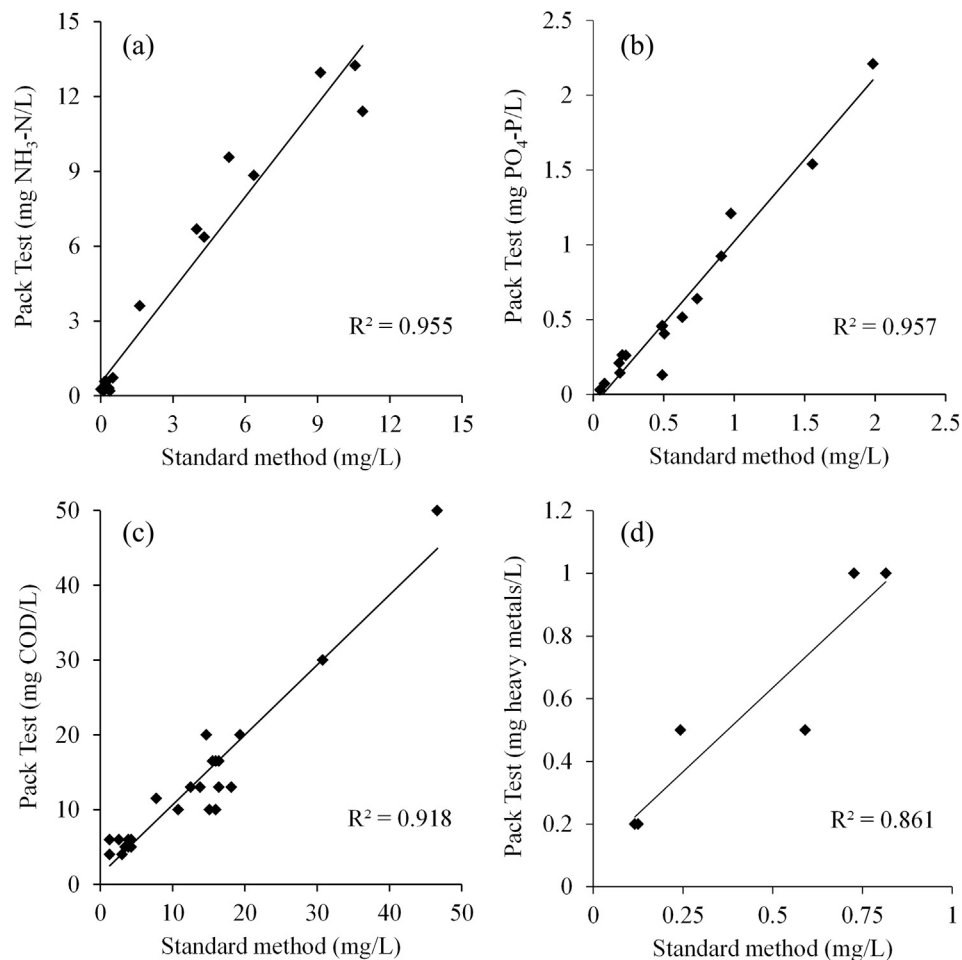 (a)
Pack Test (mg NH₃-N/L)
15
12
9
6
3
0
R² = 0.955
0 3 6 9 12 15
Standard method (mg/L)
(b)
Pack Test (mg PO₄-P/L)
2.5
2
1.5
1
0.5
0
R² = 0.957
0 0.5 1 1.5 2 2.5
Standard method (mg/L)
(c)
Pack Test (mg COD/L)
50
40
30
20
10
0
R² = 0.918
0 10 20 30 40 50
Standard method (mg/L)
(d)
Pack Test (mg heavy metals/L)
1.2
1
0.8
0.6
0.4
0.2
0
R² = 0.861
0 0.25 0.5 0.75 1
Standard method (mg/L)